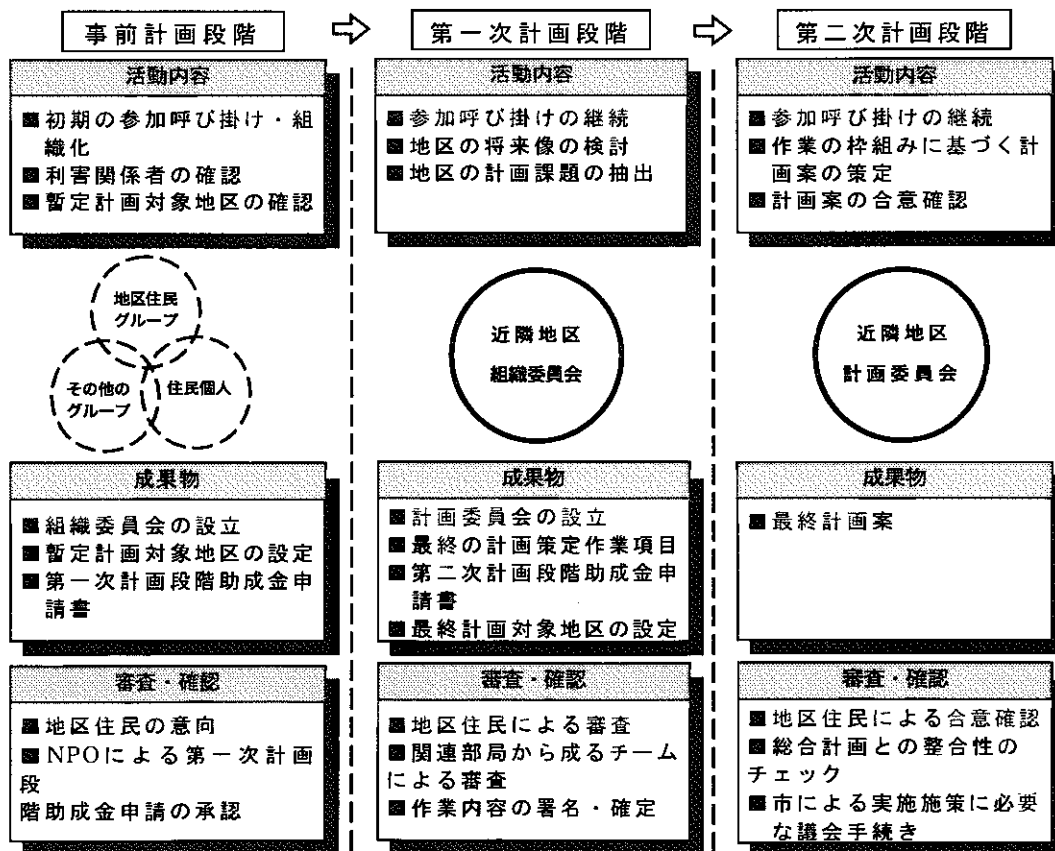 事前計画段階
第一次計画段階
第二次計画段階
活動内容
■初期の参加呼び掛け・組
織化
■利害関係者の確認
■暫定計画対象地区の確認
活動内容
■参加呼び掛けの継続
■地区の将来像の検討
■地区の計画課題の抽出
活動内容
■参加呼び掛けの継続
■作業の枠組みに基づく計
画案の策定
■計画案の合意確認
地区住民
グループ
その他の
グループ
住民個人
近隣地区
組織委員会
近隣地区
計画委員会
成果物
■組織委員会の設立
■暫定計画対象地区の設定
■第一次計画段階助成金申
請書
成果物
■計画委員会の設立
■最終の計画策定作業項目
■第二次計画段階助成金申
請書
■最終計画対象地区の設定
成果物
■最終計画案
審査・確認
■地区住民の意向
■NPOによる第一次計画
段
階助成金申請の承認
審査・確認
■地区住民による審査
■関連部局から成るチーム
による審査
■作業内容の署名・確定
審査・確認
■地区住民による合意確認
■総合計画との整合性の
チェック
■市による実施施策に必要
な議会手続き